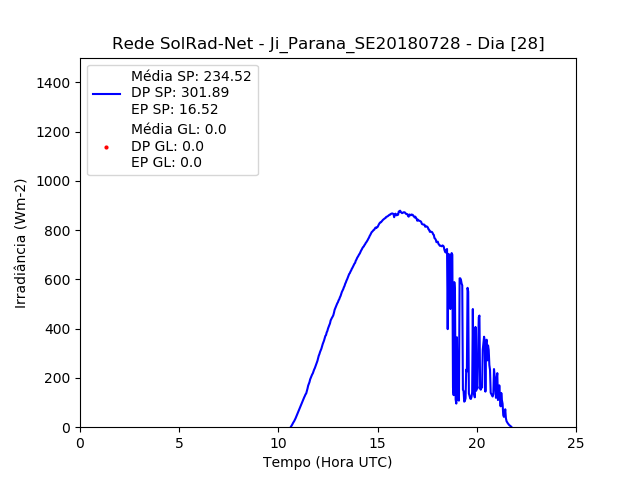 Rede SolRad-Net - Ji_Parana_SE20180728 - Dia [28]
Média SP: 234.52
DP SP: 301.89
EP SP: 16.52
Média GL: 0.0
DP GL: 0.0
EP GL: 0.0
1400
1200
1000
800
600
400
200
0
Irradiância (Wm-2)
0 5 10 15 20 25
Tempo (Hora UTC)